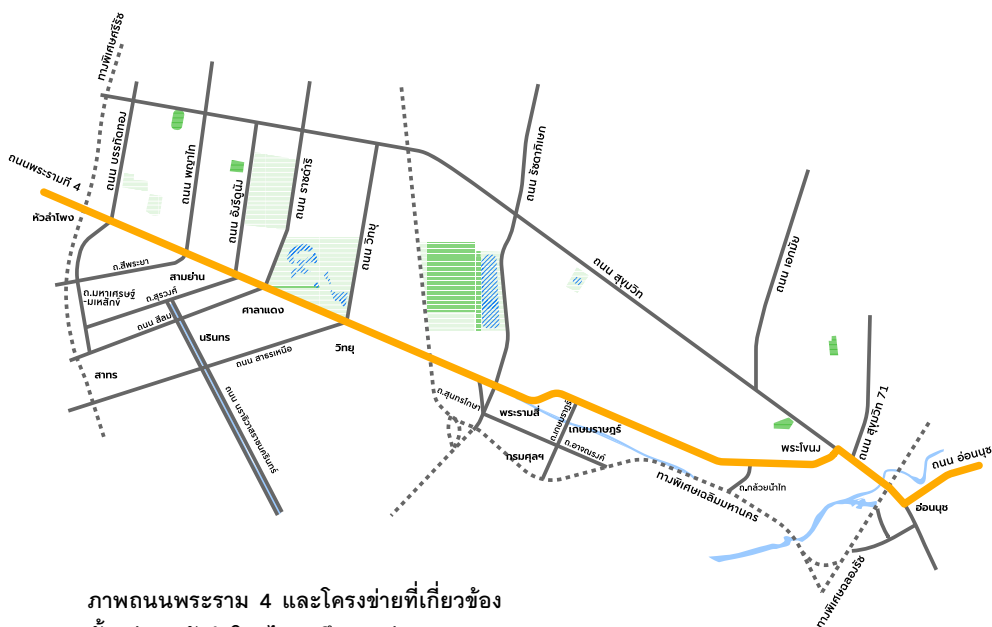 ทางพิเศษศรีรัช
ถนนพระรามที่ 4
หัวลำโพง
ถนน บรรทัดทอง
ถนน พญาไท
ถนน อังรีดูนัง
ถนน ราชดำริ
ถนน วิทยุ
ถนน รัชดาภิเษก
ถนน สุขุมวิท
ถนน เอกมัย
ถนน สุขุมวิท 71
ถนน อ่อนนุช
ถ.สี่พระยา
สามย่าน
ถ.มหาเศรษฐ์
-มเหสักข์
ถ.สุรวงศ์
ถนน สีลม
ศาลาแดง
นรินทร
วิทยุ
สาทร
ถนน สาธรเหนือ
ถนน นราธิวาสราชนครินทร์
ถ.สุนทรโกษา
พระรามสี่
ถ.เกษมราษฎร์
เกษมราษฎร์
ถ.อาจณรงค์
กรมศุลฯ
ทางพิเศษเฉลิมมหานคร
ถ.กล้วยน้ำไท
พระโขนง
อ่อนนุช
ทางพิเศษฉลองรัช
ภาพถนนพระราม 4 และโครงข่ายที่เกี่ยวข้อง